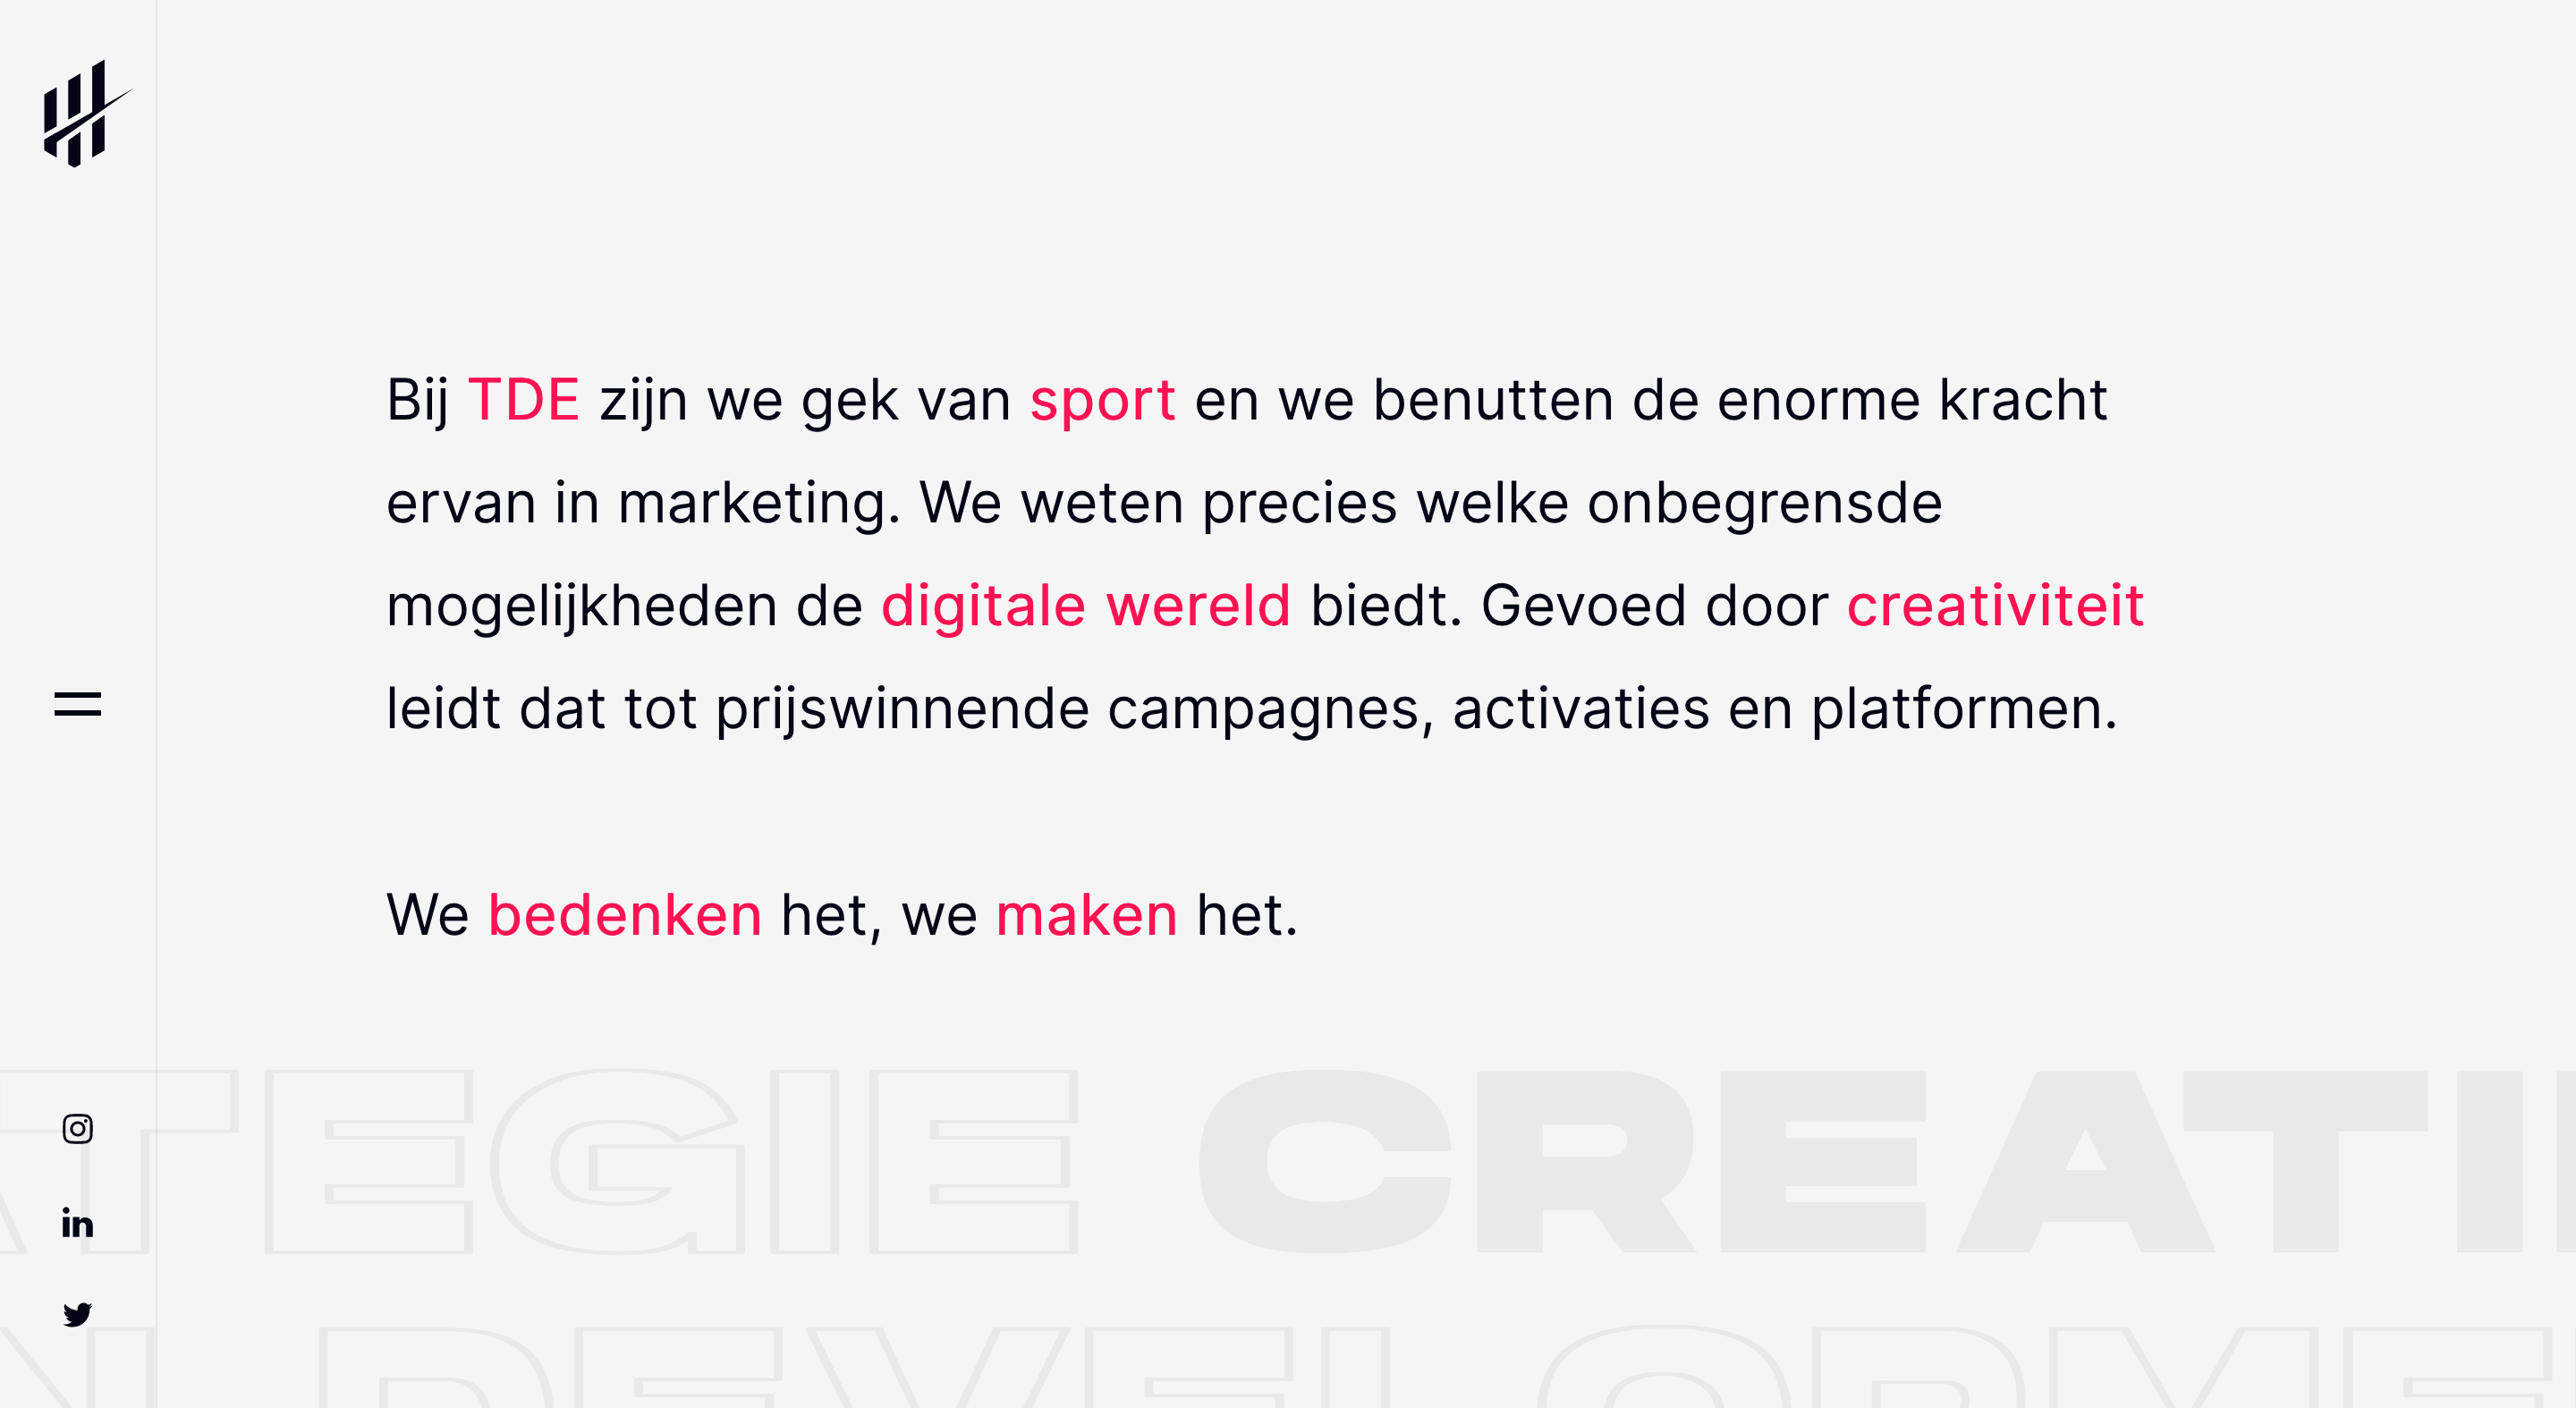 Bij TDE zijn we gek van sport en we benutten de enorme kracht
ervan in marketing. We weten precies welke onbegrensde
mogelijkheden de digitale wereld biedt. Gevoed door creativiteit
leidt dat tot prijswinnende campagnes, activaties en platformen.
We bedenken het, we maken het.
ATEGIE CREATI
N DEVELOPME